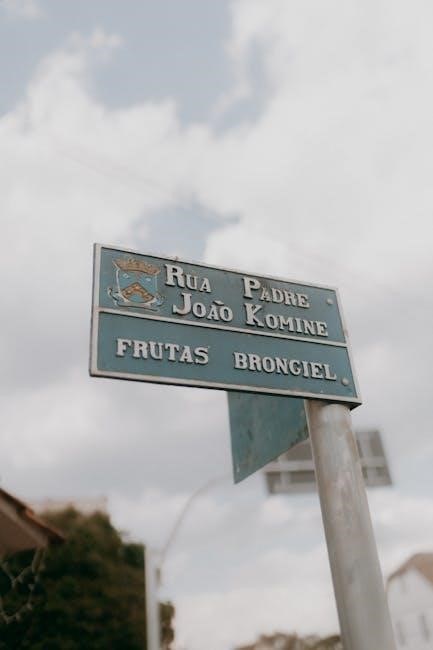 Rua Padre
João Komine
FRUTAS BRONGIEL